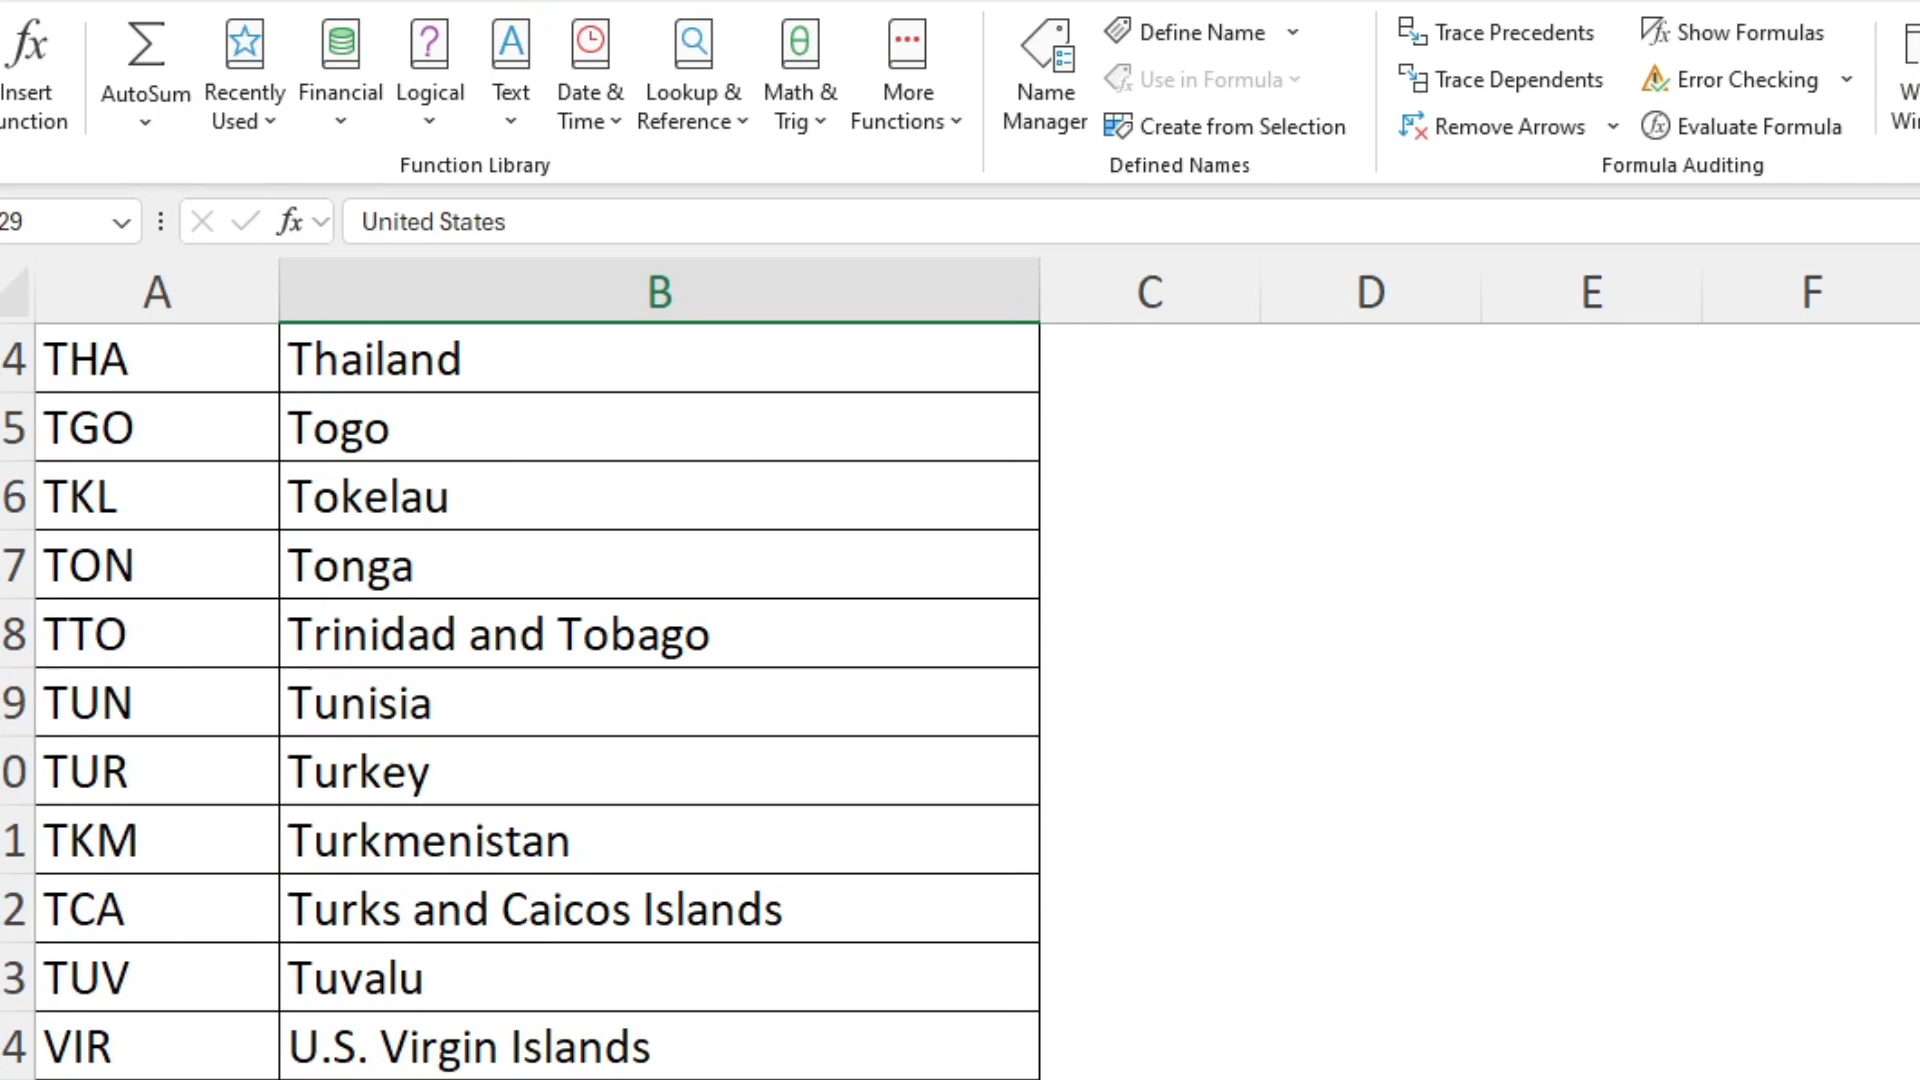 fx
Insert
unction
AutoSum
Recently
Used
Financial
Logical
Text
Date &
Time
Lookup &
Reference
Math &
Trig
More
Functions
Function Library
Name
Manager
Define Name
Use in Formula
Create from Selection
Defined Names
Trace Precedents
Trace Dependents
Remove Arrows
Show Formulas
Error Checking
Evaluate Formula
Formula Auditing
29
fx
United States
A B C D E F
4 THA Thailand
5 TGO Togo
6 TKL Tokelau
7 TON Tonga
8 TTO Trinidad and Tobago
9 TUN Tunisia
0 TUR Turkey
1 TKM Turkmenistan
2 TCA Turks and Caicos Islands
3 TUV Tuvalu
4 VIR U.S. Virgin Islands